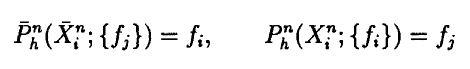 P̄ₕⁿ(X̄ᵢⁿ; {fⱼ}) = fᵢ, Pₕⁿ(Xᵢⁿ; {fᵢ}) = fⱼ